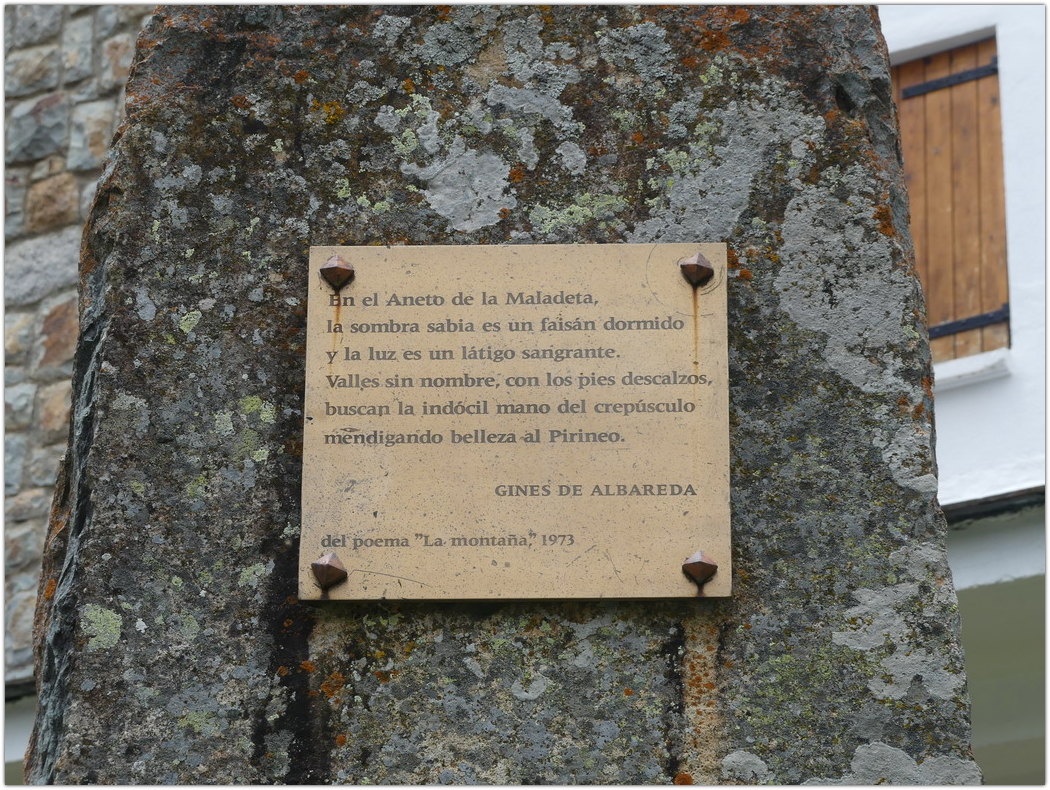 En el Aneto de la Maladeta,
la sombra sabia es un faisán dormido
y la luz es un látigo sangrante.
Valles sin nombre, con los pies descalzos,
buscan la indócil mano del crepúsculo
mendigando belleza al Pirineo.
GINES DE ALBAREDA
del poema "La montaña," 1973